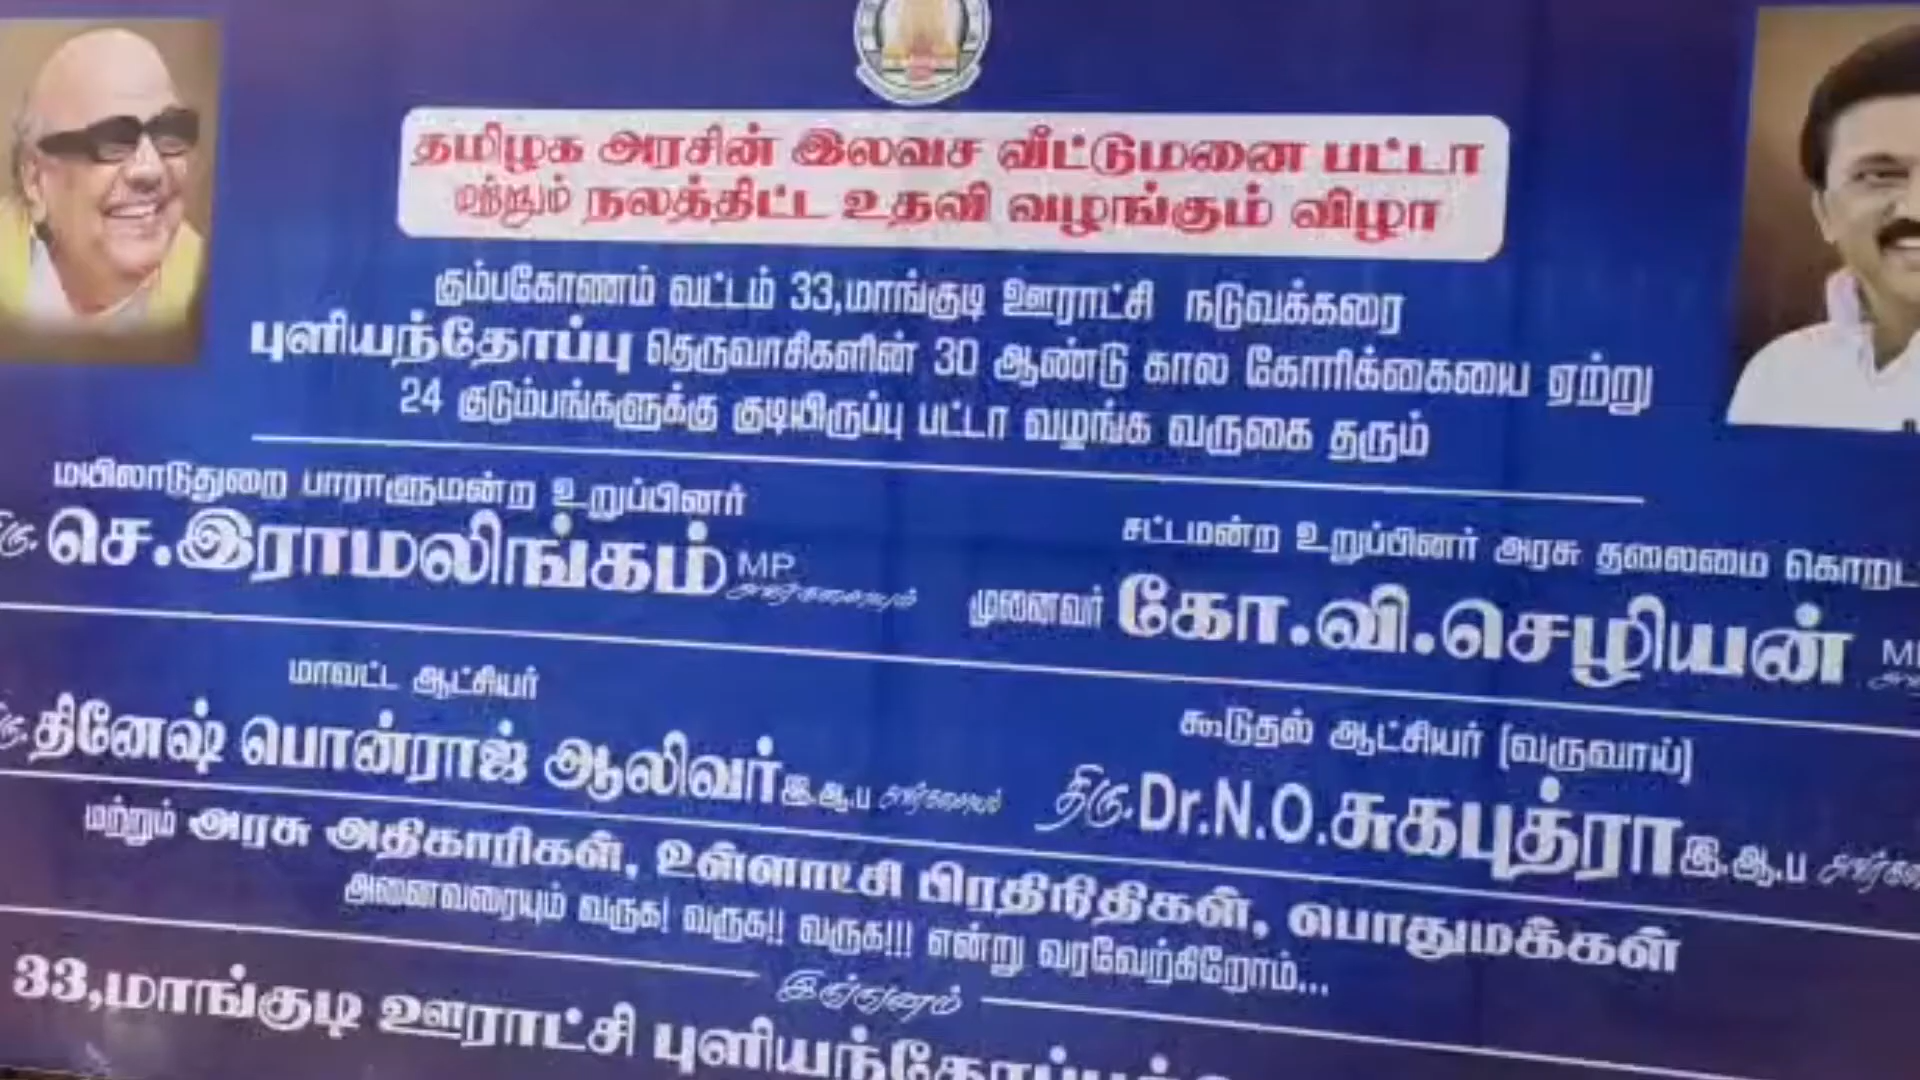 தமிழக அரசின் இலவச வீட்டுமனை பட்டா
மற்றும் நலத்திட்ட உதவி வழங்கும் விழா
கும்பகோணம் வட்டம் 33,மாங்குடி ஊராட்சி நடுவக்கரை
புளியந்தோப்பு தெருவாசிகளின் 30 ஆண்டு கால கோரிக்கையை ஏற்று
24 குடும்பங்களுக்கு குடியிருப்பு பட்டா வழங்க வருகை தரும்
மயிலாடுதுறை பாராளுமன்ற உறுப்பினர்
திரு. செ.இராமலிங்கம் MP அவர்களையும்
சட்டமன்ற உறுப்பினர் அரசு தலைமை கொறடா
முனைவர் கோ.வி.செழியன்
மாவட்ட ஆட்சியர்
திரு. தினேஷ் பொன்ராஜ் ஆலிவர் இ.ஆ.ப அவர்களையும்
கூடுதல் ஆட்சியர் (வருவாய்)
திரு. Dr.N.O.சுகபுத்ரா இ.ஆ.ப
மற்றும் அரசு அதிகாரிகள், உள்ளாட்சி பிரதிநிதிகள், பொதுமக்கள்
அனைவரையும் வருக! வருக!! வருக!!! என்று வரவேற்கிறோம்...
இங்ஙனம்
33,மாங்குடி ஊராட்சி